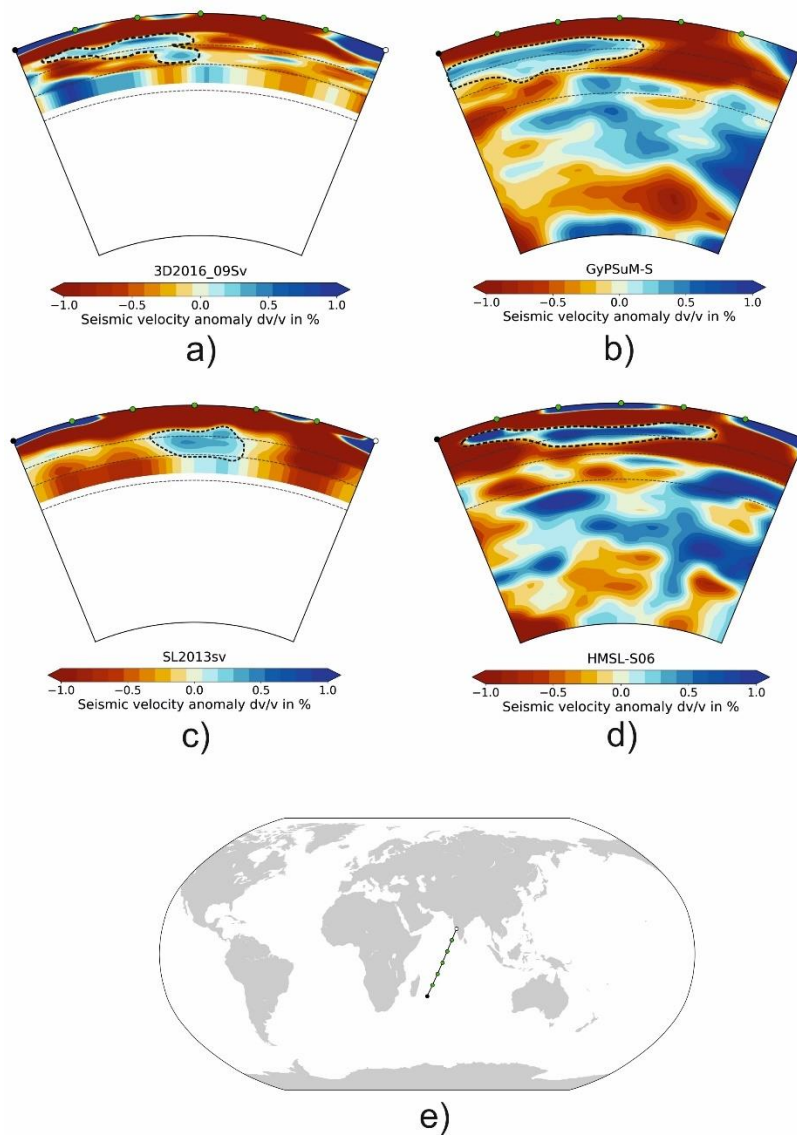 3D2016_09Sv
−1.0 −0.5 0.0 0.5 1.0
Seismic velocity anomaly dv/v in %
a)
GyPSuM-S
−1.0 −0.5 0.0 0.5 1.0
Seismic velocity anomaly dv/v in %
b)
SL2013sv
−1.0 −0.5 0.0 0.5 1.0
Seismic velocity anomaly dv/v in %
c)
HMSL-S06
−1.0 −0.5 0.0 0.5 1.0
Seismic velocity anomaly dv/v in %
d)
e)